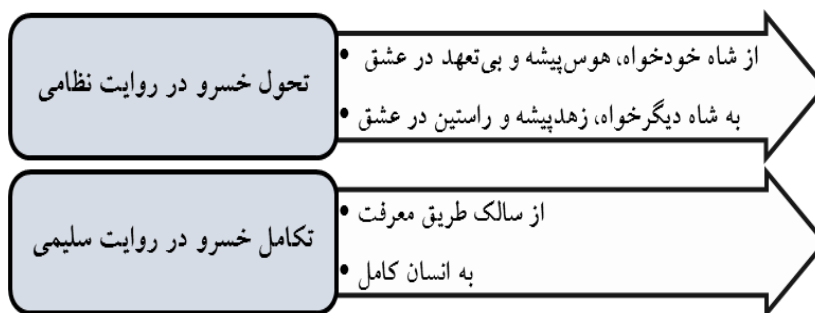 تحول خسرو در روایت نظامی
• از شاه خودخواه، هوس‌پیشه و بی‌تعهد در عشق
• به شاه دیگرخواه، زهدپیشه و راستین در عشق
تکامل خسرو در روایت سلیمی
• از سالک طریق معرفت
• به انسان کامل